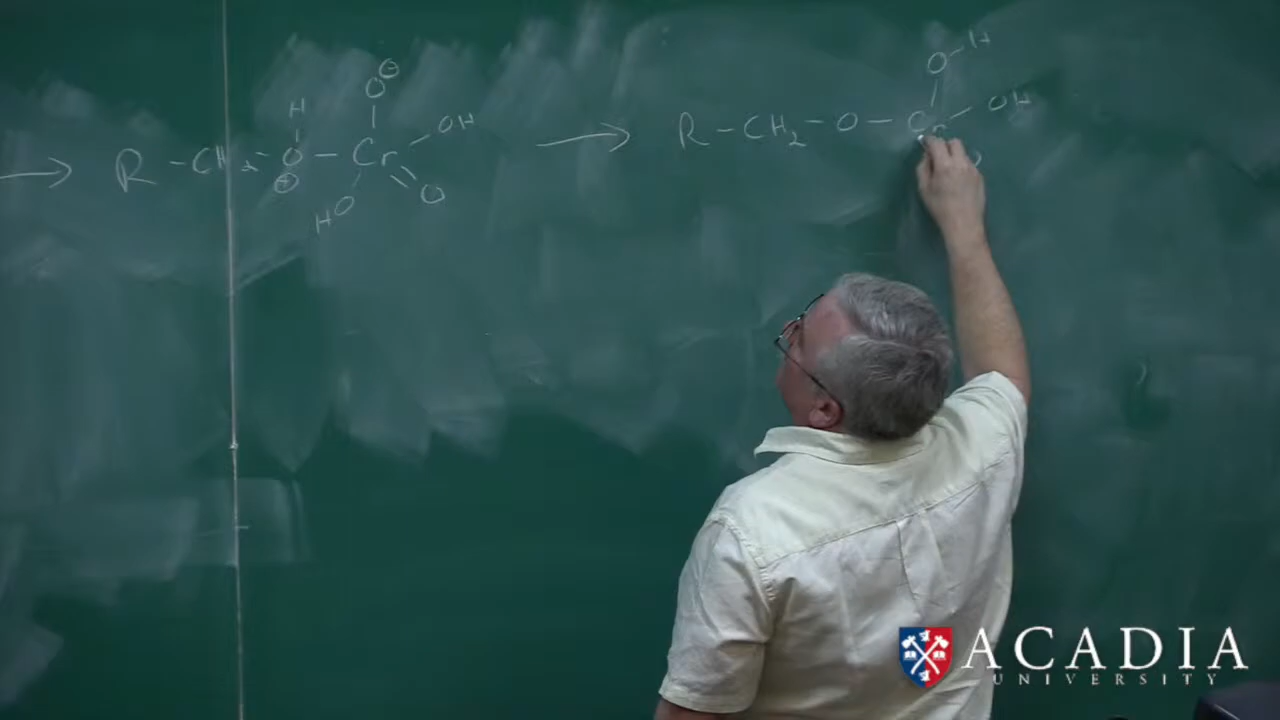 H
O⊖
OH
→ R-CH₂-O-Cr
⊕
=O
HO
→ R-CH₂-O-Cr
O-H
OH
ACADIA
UNIVERSITY